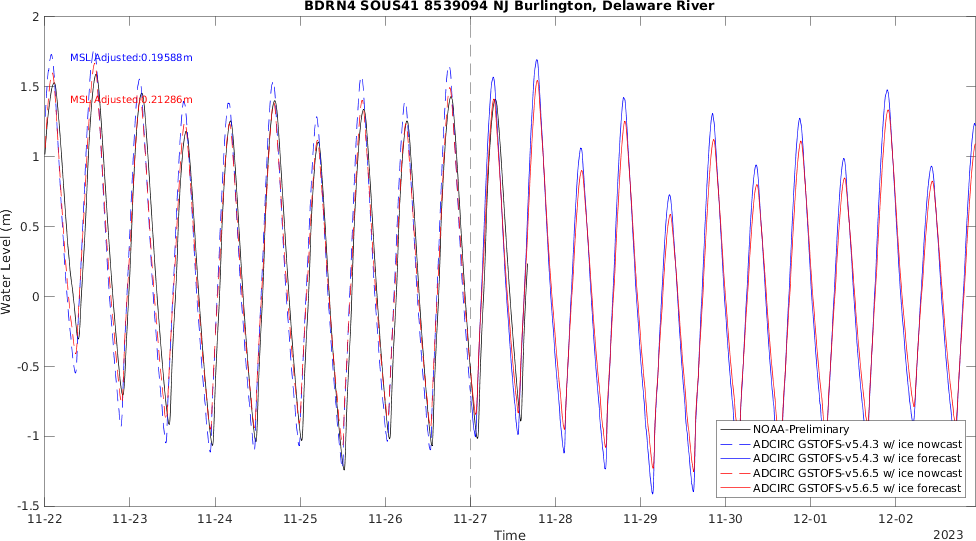 BDRN4 SOUS41 8539094 NJ Burlington, Delaware River
2
1.5
1
0.5
0
-0.5
-1
-1.5
Water Level (m)
MSL Adjusted:0.19588m
MSL Adjusted:0.21286m
NOAA-Preliminary
ADCIRC GSTOFS-v5.4.3 w/ ice nowcast
ADCIRC GSTOFS-v5.4.3 w/ ice forecast
ADCIRC GSTOFS-v5.6.5 w/ ice nowcast
ADCIRC GSTOFS-v5.6.5 w/ ice forecast
11-22 11-23 11-24 11-25 11-26 11-27 11-28 11-29 11-30 12-01 12-02
Time
2023